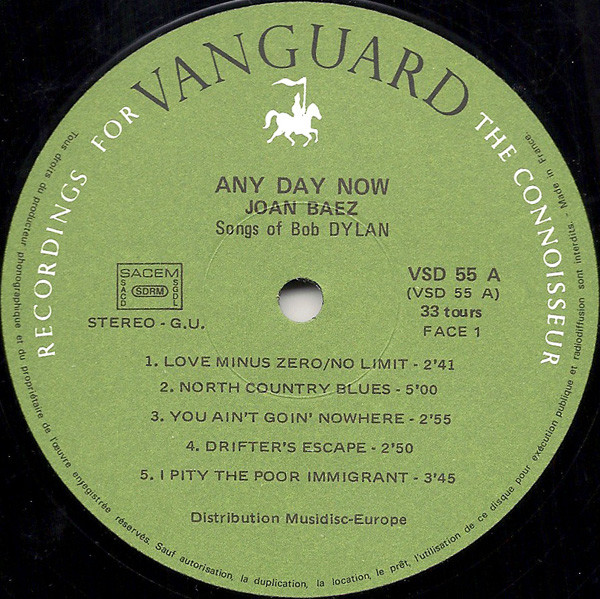 RECORDINGS FOR VANGUARD THE CONNOISSEUR
Tous droits du producteur phonographique et du propriétaire de l'œuvre enregistrée réservés. Sauf autorisation, la duplication, la location, le prêt, l'utilisation de ce disque pour exécution publique et radiodiffusion sont interdits. - Made in France.
ANY DAY NOW
JOAN BAEZ
Songs of Bob DYLAN
SACEM
SACD
SDRM
SGDL
STEREO - G.U.
VSD 55 A
(VSD 55 A)
33 tours
FACE 1
1. LOVE MINUS ZERO/NO LIMIT - 2'41
2. NORTH COUNTRY BLUES - 5'00
3. YOU AIN'T GOIN' NOWHERE - 2'55
4. DRIFTER'S ESCAPE - 2'50
5. I PITY THE POOR IMMIGRANT - 3'45
Distribution Musidisc-Europe